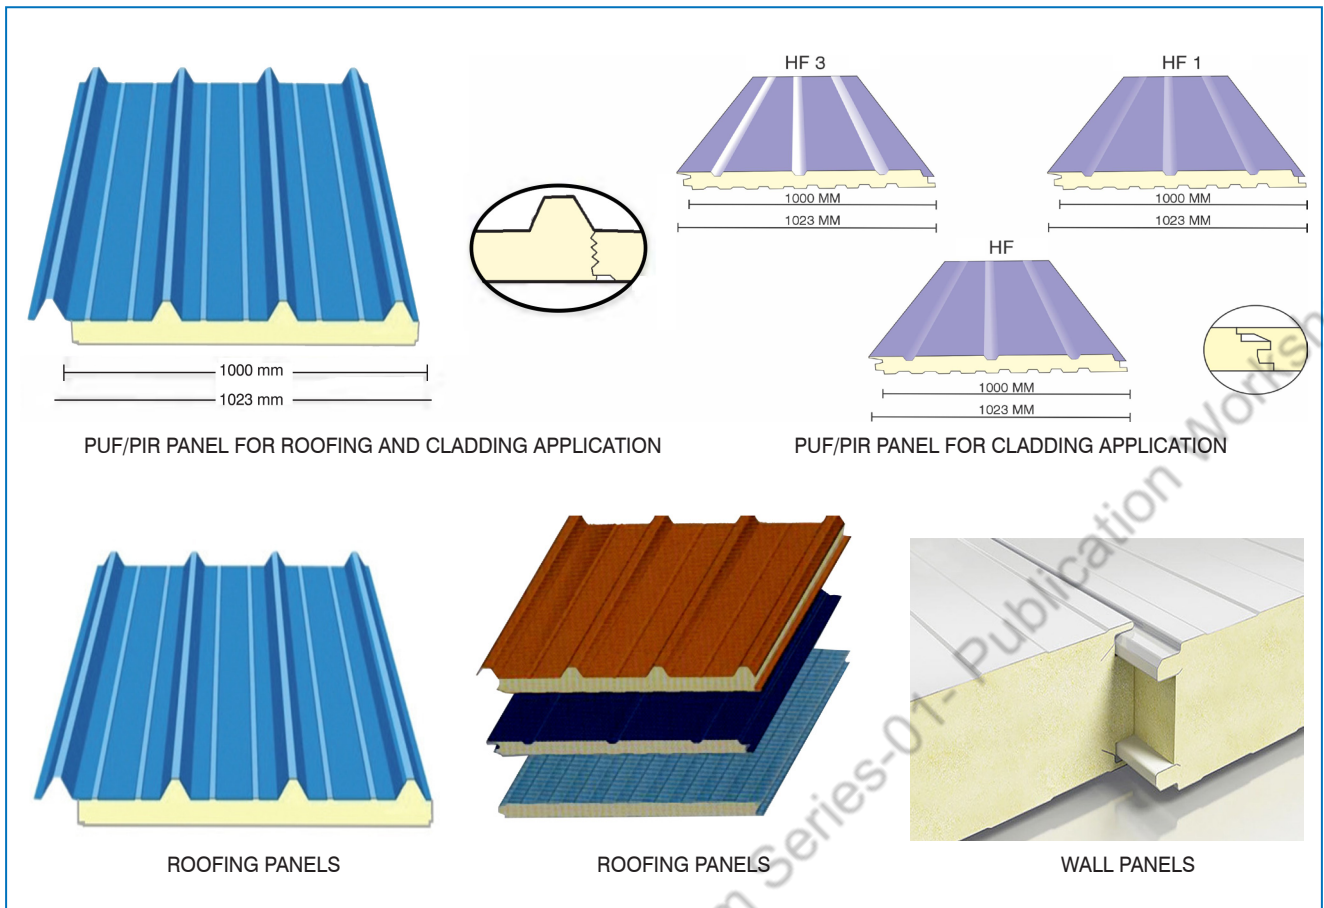 HF 3
HF 1
1000 MM
1023 MM
1000 MM
1023 MM
HF
1000 MM
1023 MM
1000 mm
1023 mm
PUF/PIR PANEL FOR ROOFING AND CLADDING APPLICATION
PUF/PIR PANEL FOR CLADDING APPLICATION
ROOFING PANELS
ROOFING PANELS
WALL PANELS
Series-01- Publication